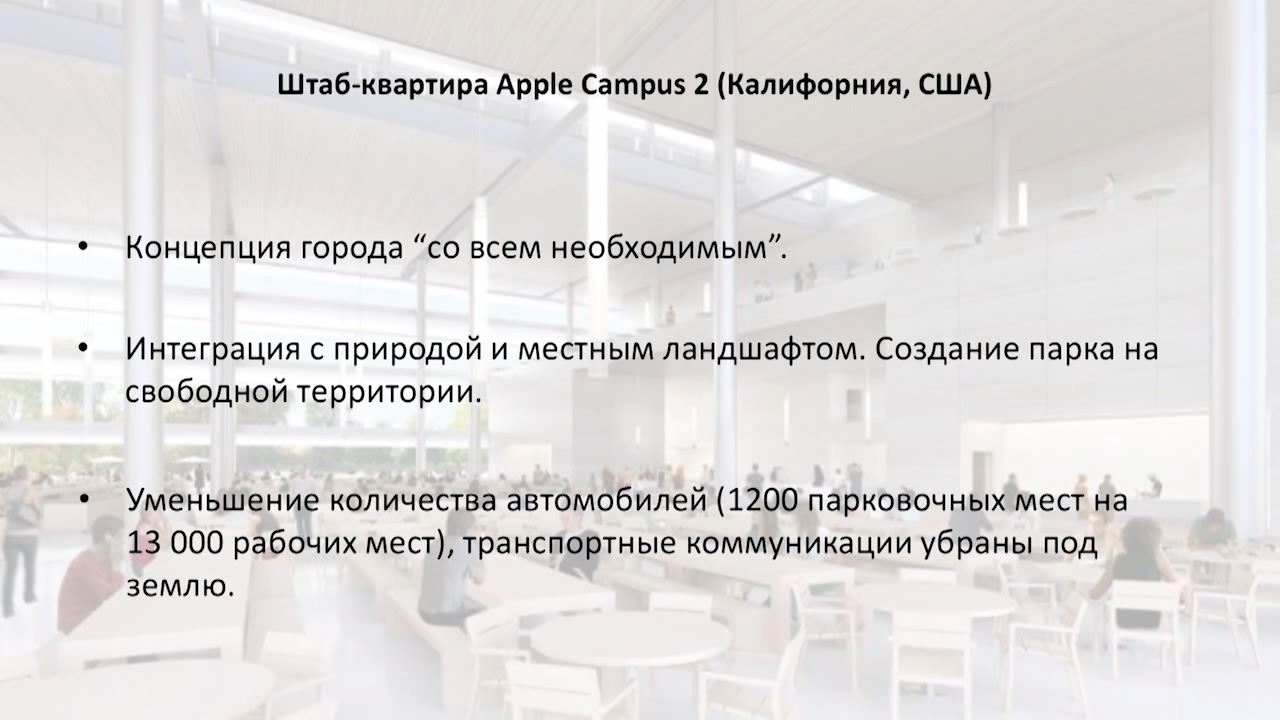 Штаб-квартира Apple Campus 2 (Калифорния, США)
• Концепция города “со всем необходимым”.
• Интеграция с природой и местным ландшафтом. Создание парка на
свободной территории.
• Уменьшение количества автомобилей (1200 парковочных мест на
13 000 рабочих мест), транспортные коммуникации убраны под
землю.